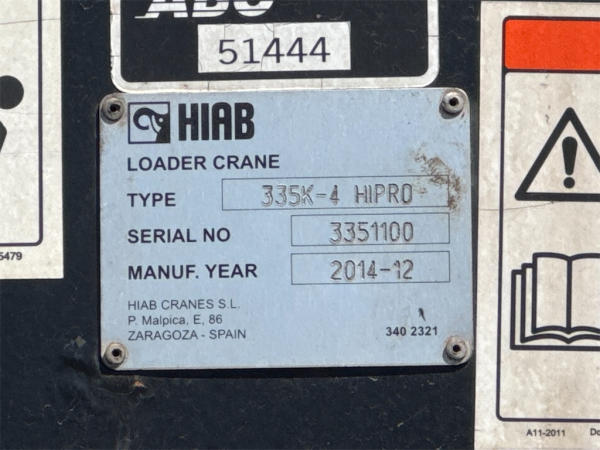 51444
HIAB
LOADER CRANE
TYPE 335K-4 HIPRO
SERIAL NO 3351100
MANUF. YEAR 2014-12
HIAB CRANES S.L.
P. Malpica, E, 86
ZARAGOZA - SPAIN
340 2321
5479
A11-2011 Do